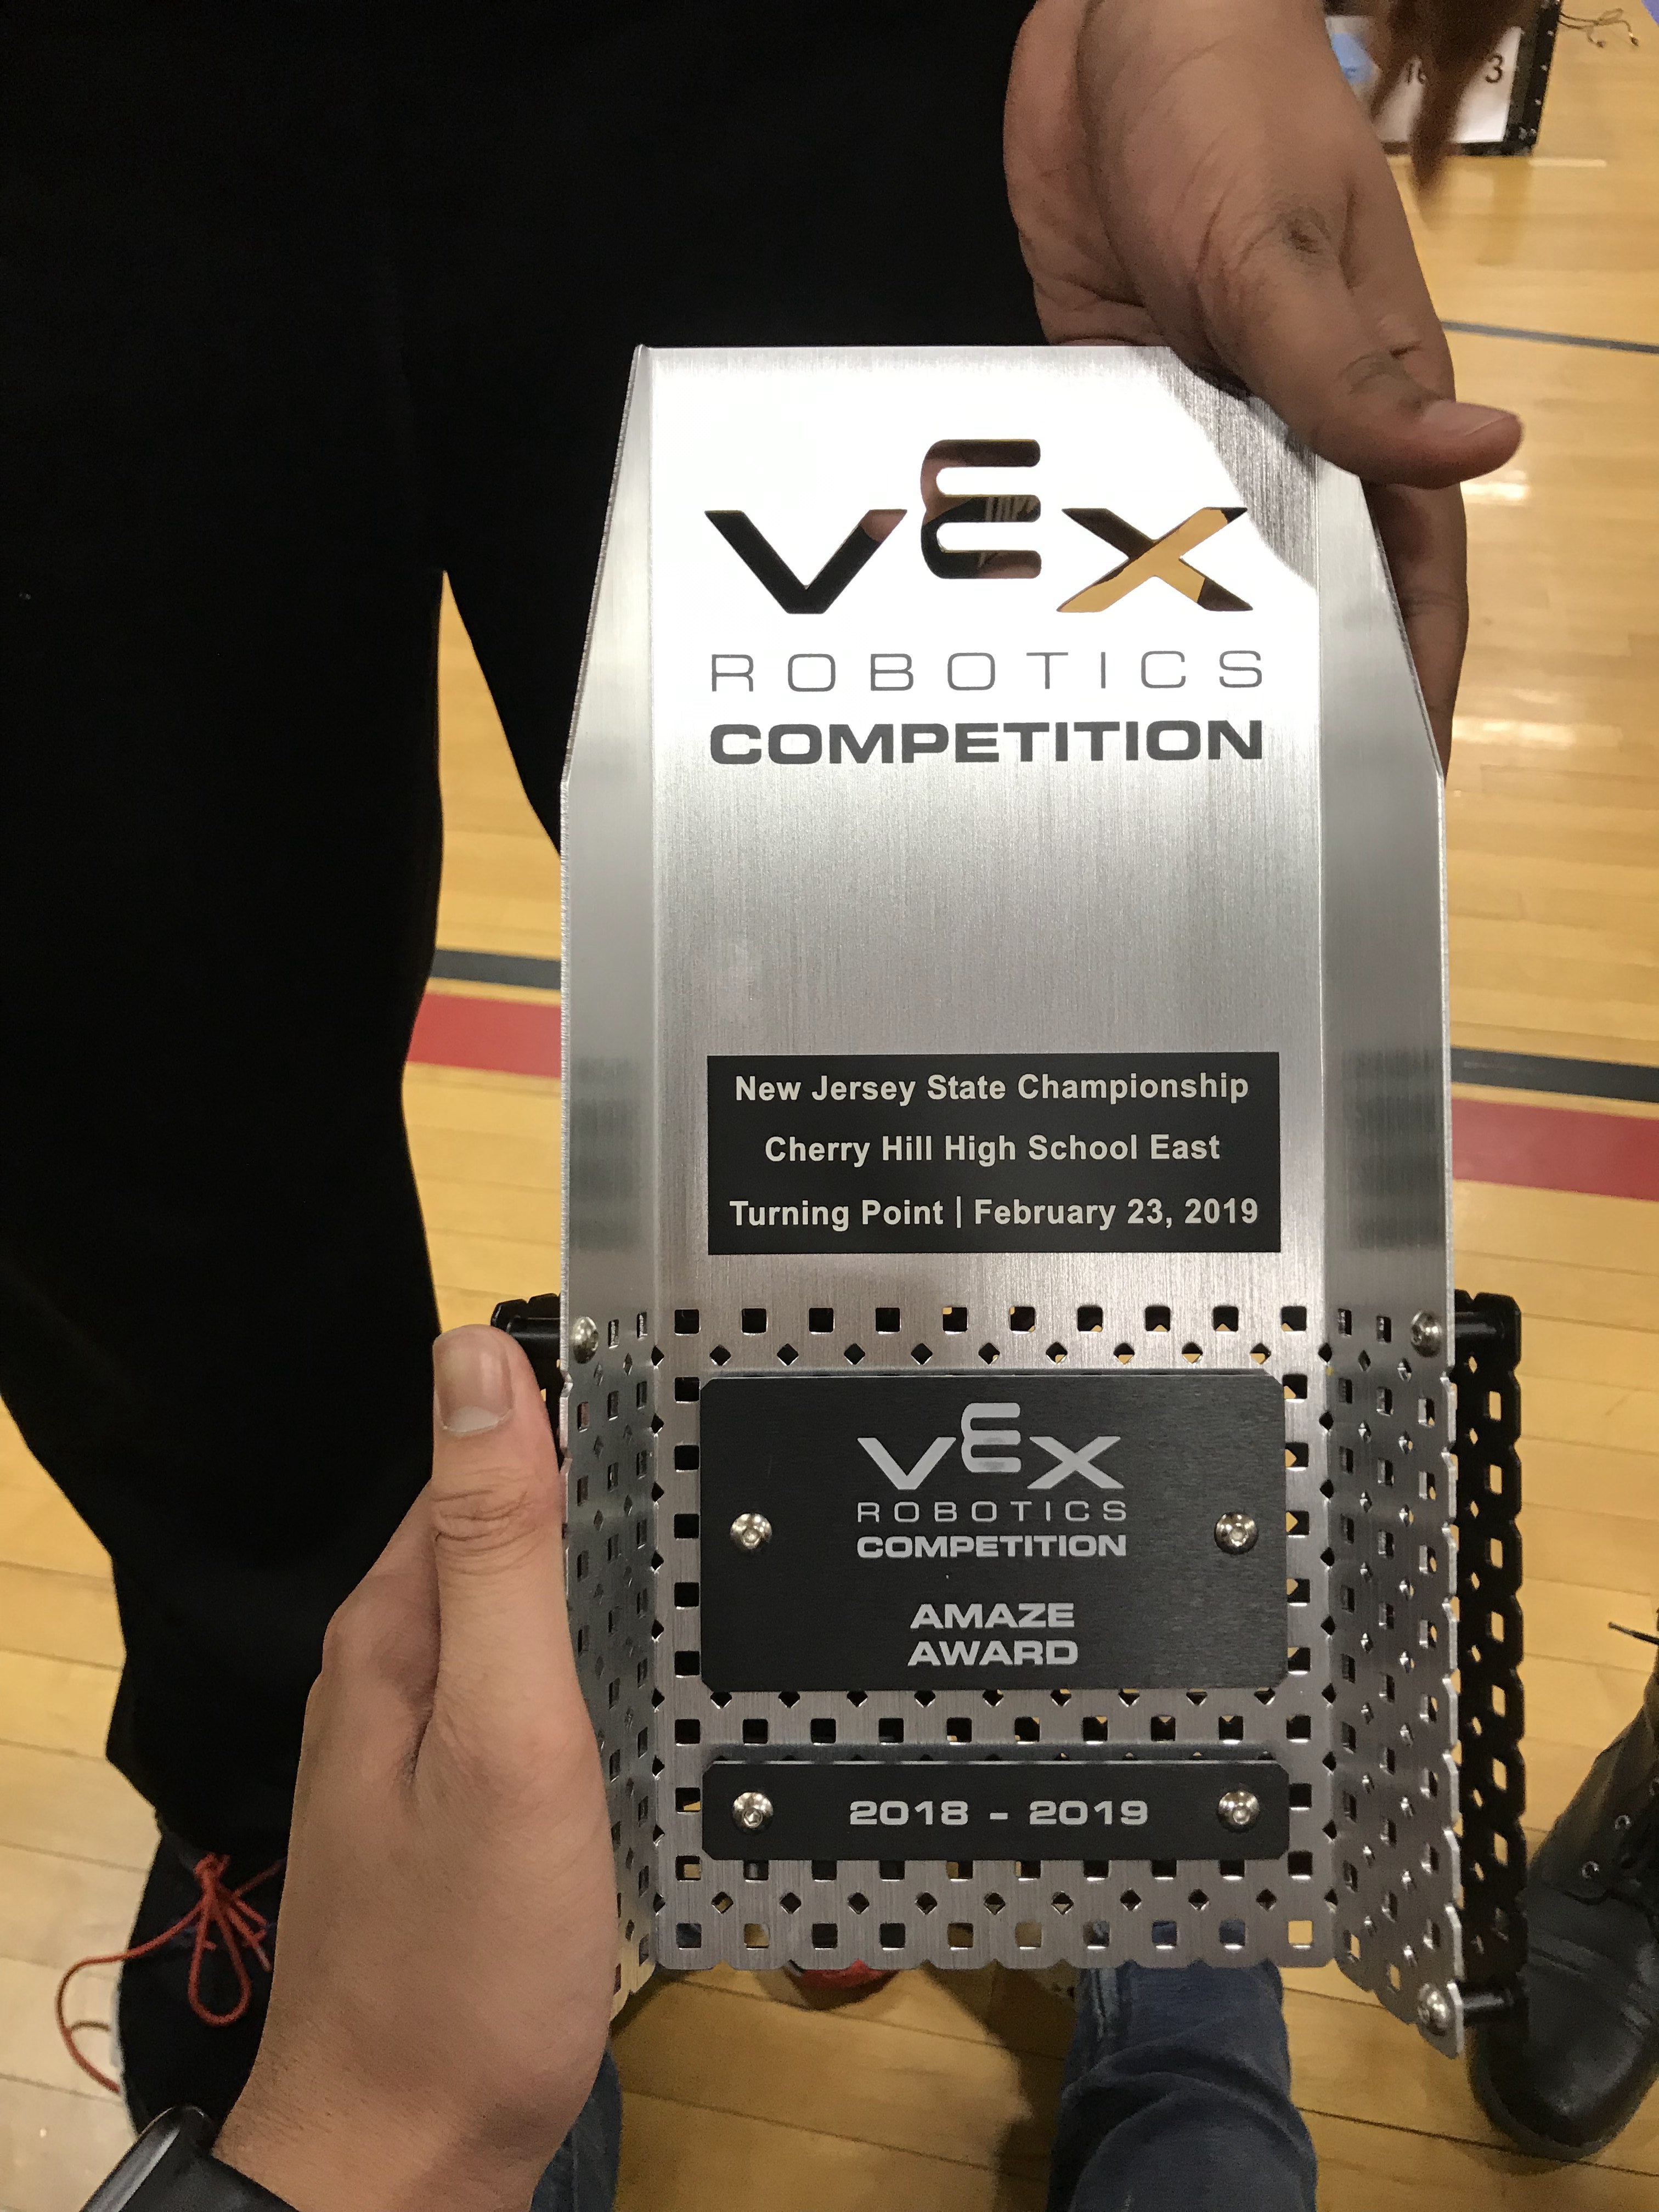 VEX
ROBOTICS
COMPETITION
New Jersey State Championship
Cherry Hill High School East
Turning Point | February 23, 2019
VEX
ROBOTICS
COMPETITION
AMAZE
AWARD
2018 - 2019